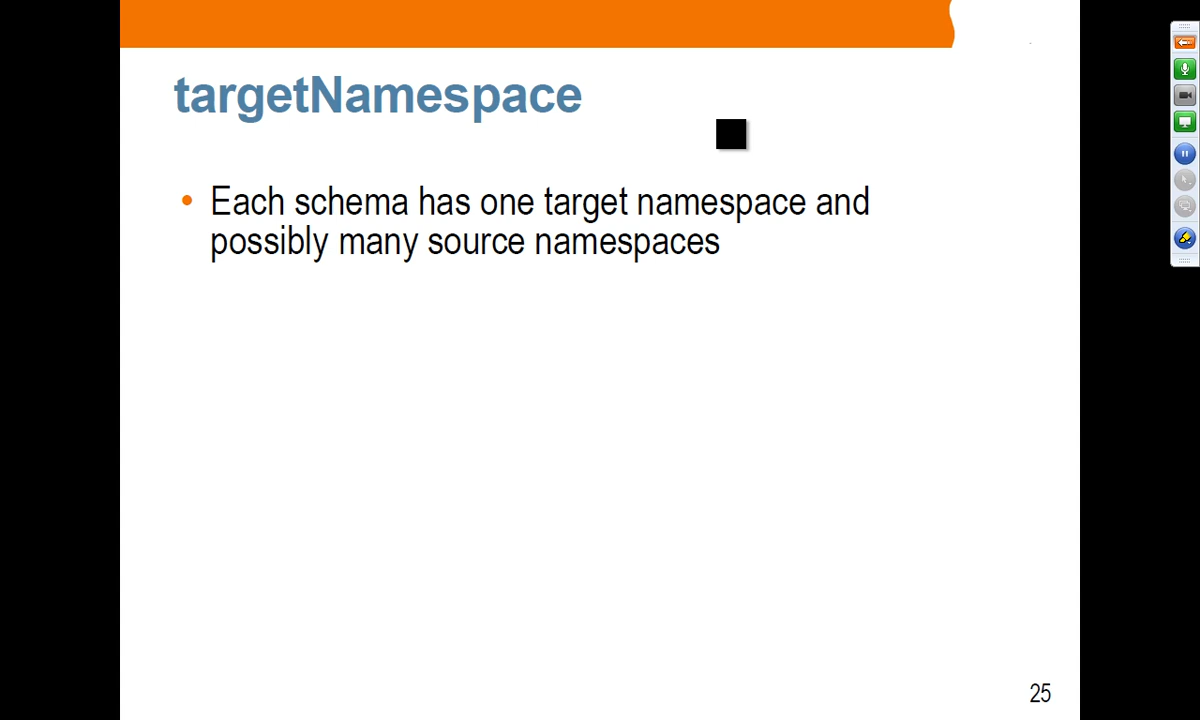 targetNamespace
• Each schema has one target namespace and
possibly many source namespaces
25